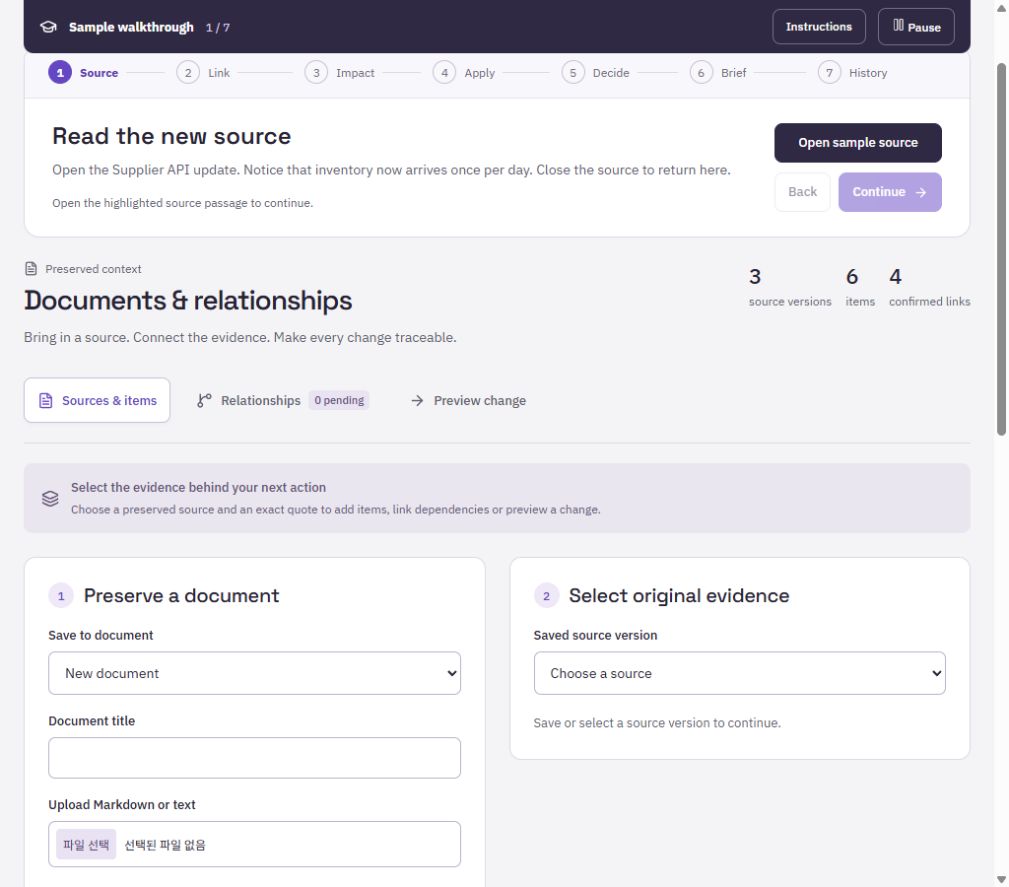 Sample walkthrough 1 / 7 Instructions Pause
1 Source 2 Link 3 Impact 4 Apply 5 Decide 6 Brief 7 History
Read the new source
Open the Supplier API update. Notice that inventory now arrives once per day. Close the source to return here.
Open the highlighted source passage to continue.
Open sample source
Back Continue →
Preserved context
Documents & relationships
Bring in a source. Connect the evidence. Make every change traceable.
3 6 4
source versions items confirmed links
Sources & items Relationships 0 pending → Preview change
Select the evidence behind your next action
Choose a preserved source and an exact quote to add items, link dependencies or preview a change.
1 Preserve a document
Save to document
New document
Document title
Upload Markdown or text
파일 선택 선택된 파일 없음
2 Select original evidence
Saved source version
Choose a source
Save or select a source version to continue.